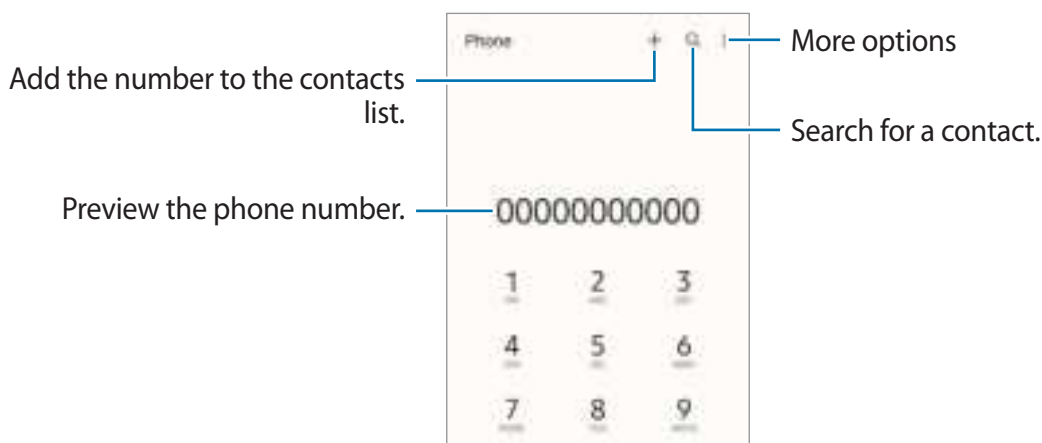 Phone
More options
Add the number to the contacts
list.
Search for a contact.
Preview the phone number.
00000000000
1 2 3
4 5 6
7 8 9